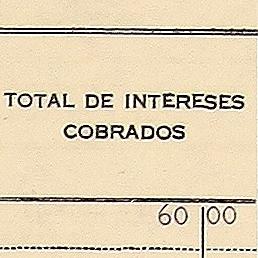 TOTAL DE INTERESES
COBRADOS
60 00